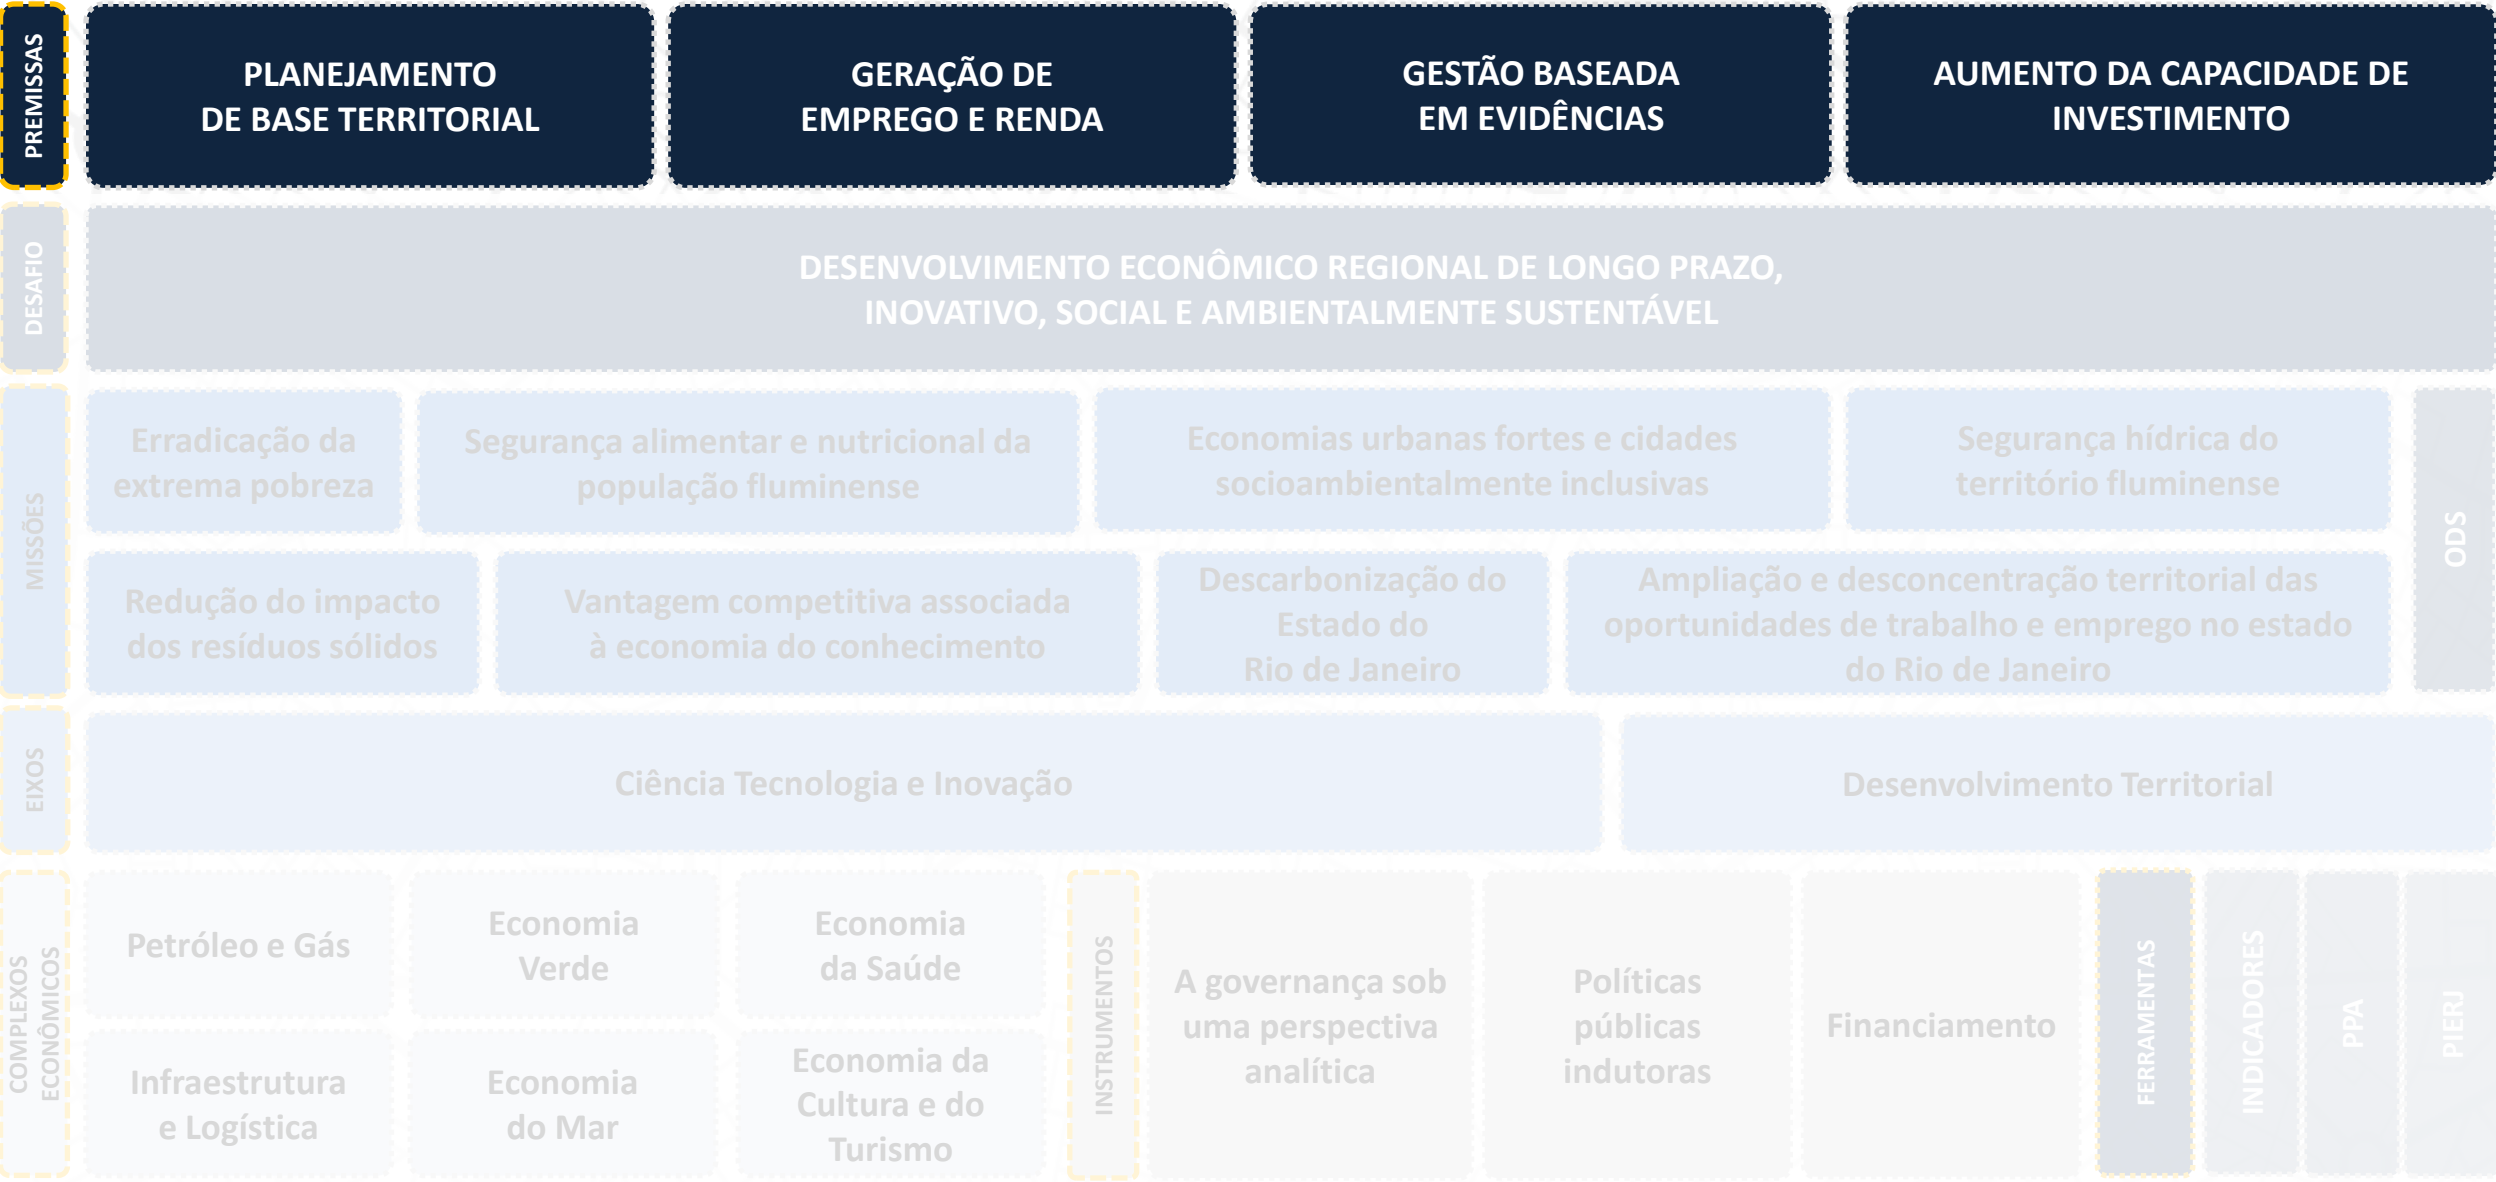 PREMISSAS
PLANEJAMENTO
DE BASE TERRITORIAL
GERAÇÃO DE
EMPREGO E RENDA
GESTÃO BASEADA
EM EVIDÊNCIAS
AUMENTO DA CAPACIDADE DE
INVESTIMENTO
DESAFIO
DESENVOLVIMENTO ECONÔMICO REGIONAL DE LONGO PRAZO,
INOVATIVO, SOCIAL E AMBIENTALMENTE SUSTENTÁVEL
MISSÕES
Erradicação da
extrema pobreza
Segurança alimentar e nutricional da
população fluminense
Economias urbanas fortes e cidades
socioambientalmente inclusivas
Segurança hídrica do
território fluminense
ODS
Redução do impacto
dos resíduos sólidos
Vantagem competitiva associada
à economia do conhecimento
Descarbonização do
Estado do
Rio de Janeiro
Ampliação e desconcentração territorial das
oportunidades de trabalho e emprego no estado
do Rio de Janeiro
EIXOS
Ciência Tecnologia e Inovação
Desenvolvimento Territorial
COMPLEXOS
ECONÔMICOS
Petróleo e Gás
Economia
Verde
Economia
da Saúde
Infraestrutura
e Logística
Economia
do Mar
Economia da
Cultura e do
Turismo
INSTRUMENTOS
A governança sob
uma perspectiva
analítica
Políticas
públicas
indutoras
Financiamento
FERRAMENTAS
INDICADORES
PPA
PIERJ